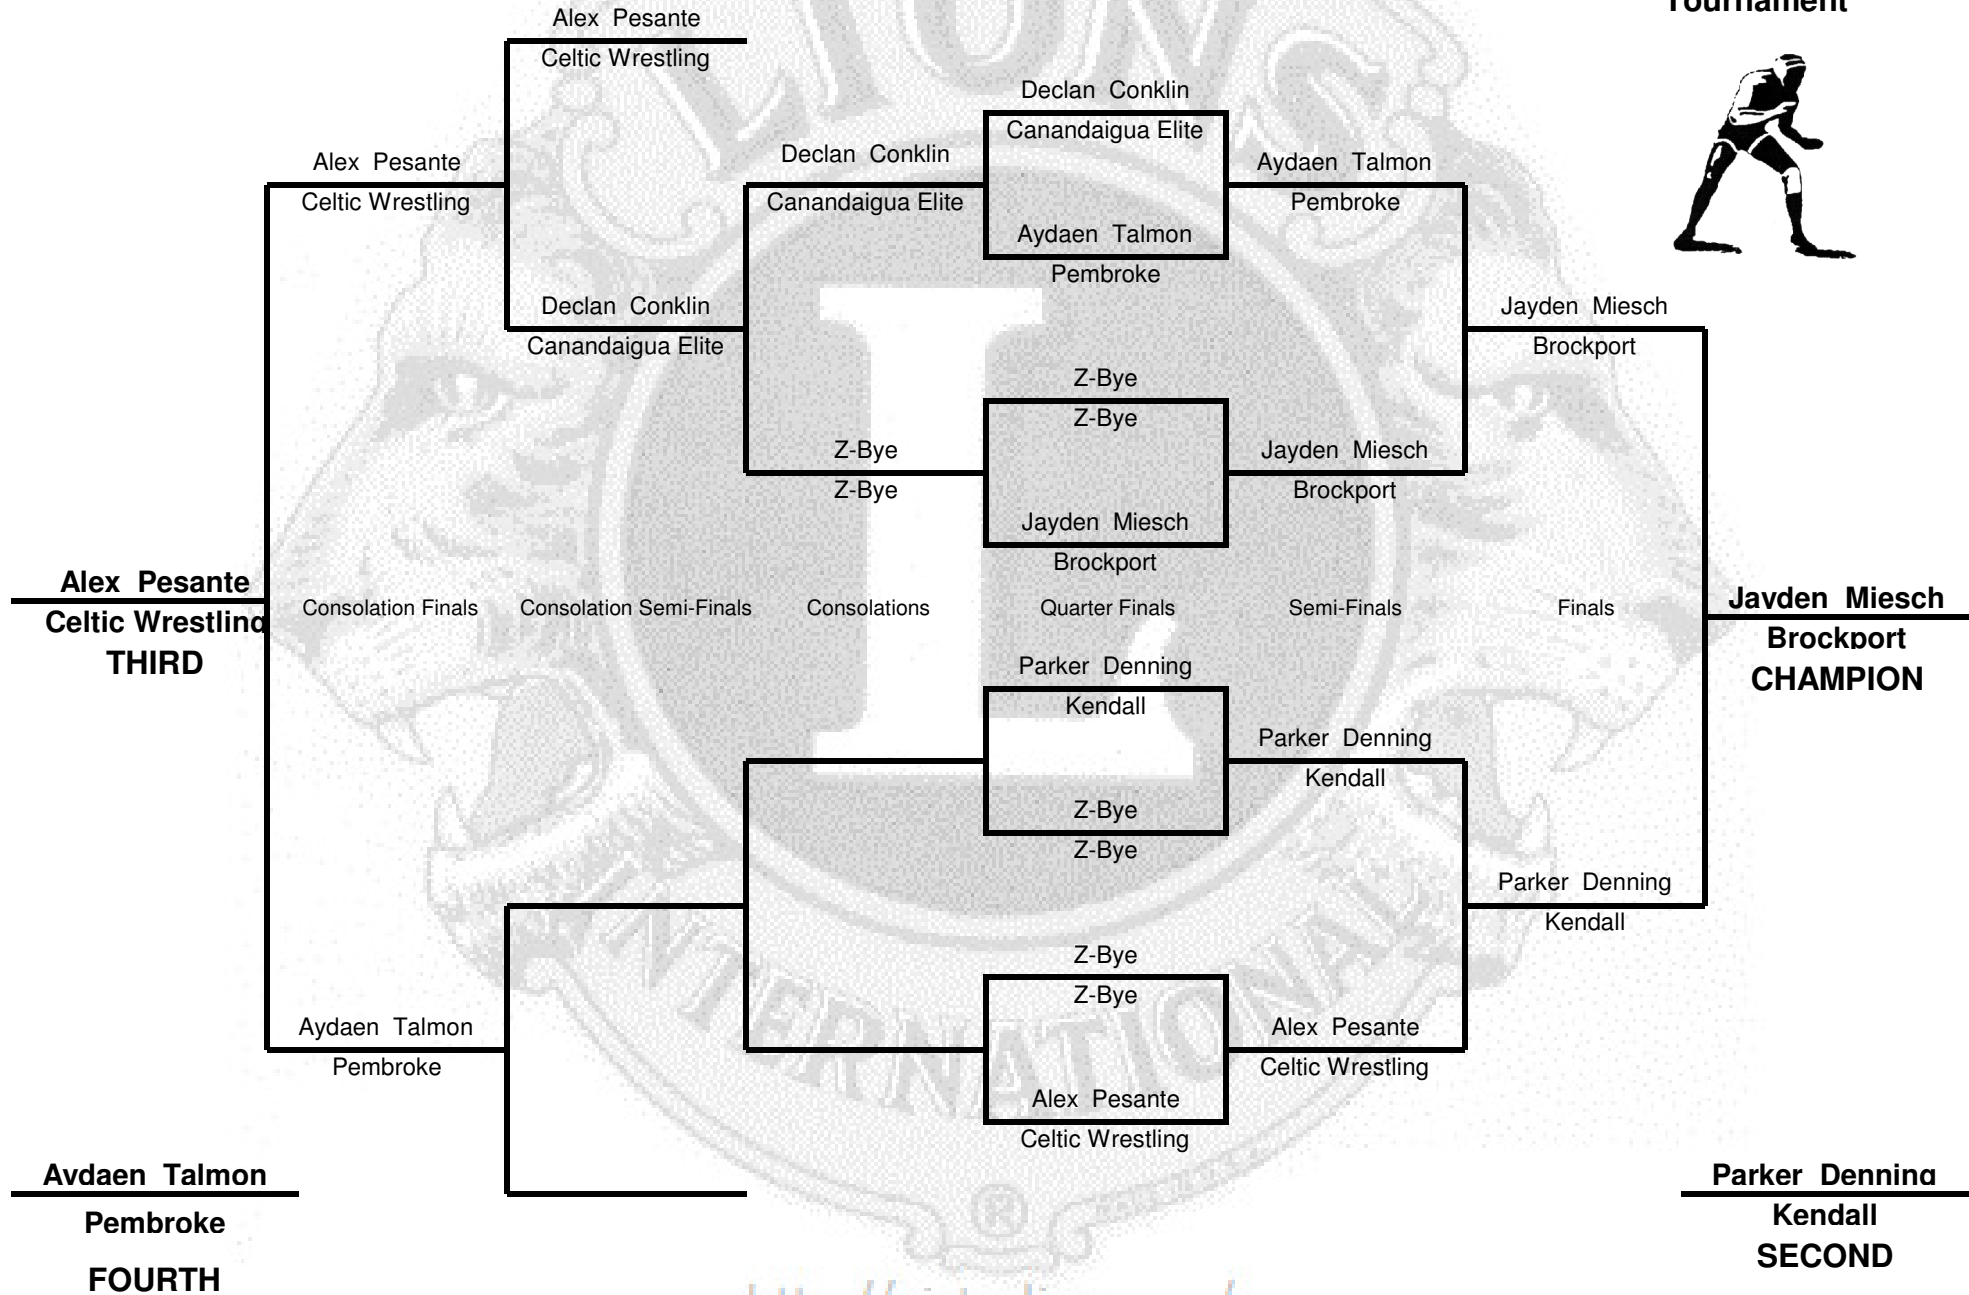 Tournament
Alex Pesante
Celtic Wrestling
Declan Conklin
Canandaigua Elite
Declan Conklin
Canandaigua Elite
Alex Pesante
Celtic Wrestling
Aydaen Talmon
Pembroke
Aydaen Talmon
Pembroke
Declan Conklin
Canandaigua Elite
Jayden Miesch
Brockport
Z-Bye
Z-Bye
Z-Bye
Z-Bye
Jayden Miesch
Brockport
Jayden Miesch
Brockport
Alex Pesante
Celtic Wrestling
THIRD
Consolation Finals Consolation Semi-Finals Consolations Quarter Finals Semi-Finals Finals
Jayden Miesch
Brockport
CHAMPION
Parker Denning
Kendall
Parker Denning
Kendall
Z-Bye
Z-Bye
Parker Denning
Kendall
Z-Bye
Z-Bye
Aydaen Talmon
Pembroke
Alex Pesante
Celtic Wrestling
Alex Pesante
Celtic Wrestling
Aydaen Talmon
Pembroke
FOURTH
Parker Denning
Kendall
SECOND
LIONS
L
INTERNATIONAL
®